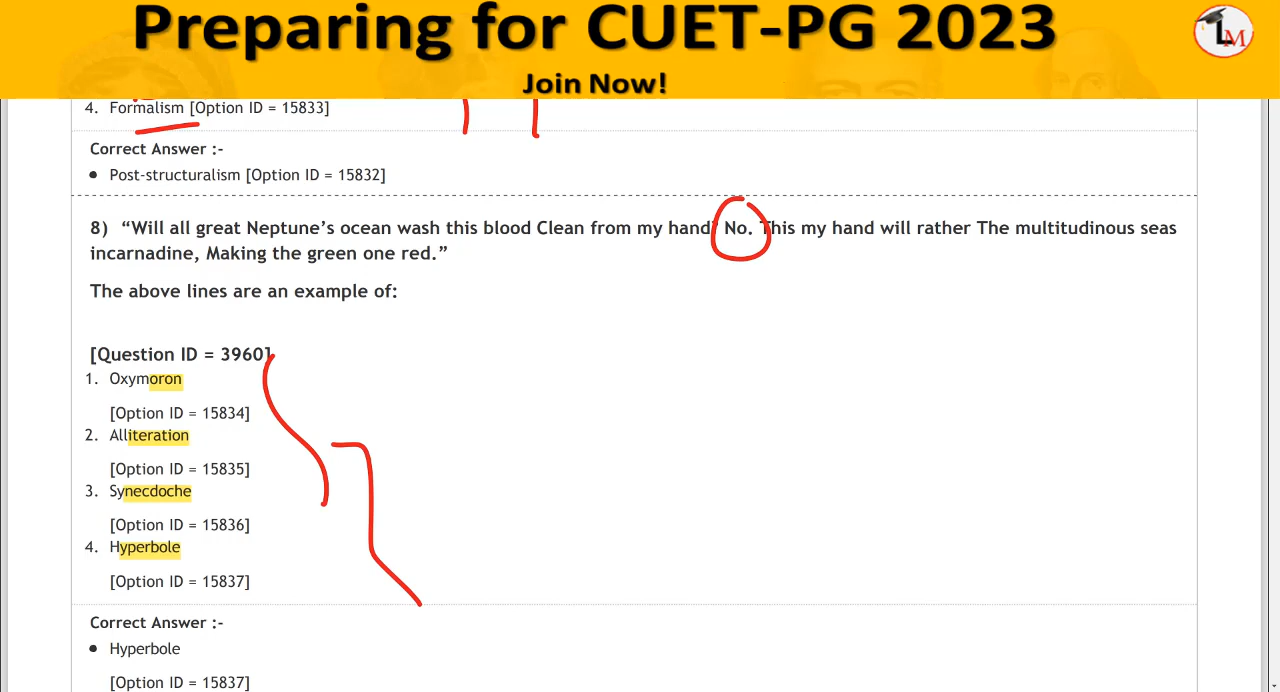 Preparing for CUET-PG 2023
Join Now!
LM
4. Formalism [Option ID = 15833]
Correct Answer :-
• Post-structuralism [Option ID = 15832]
8) “Will all great Neptune’s ocean wash this blood Clean from my hand? No. This my hand will rather The multitudinous seas
incarnadine, Making the green one red.”
The above lines are an example of:
[Question ID = 3960]
1. Oxymoron
[Option ID = 15834]
2. Alliteration
[Option ID = 15835]
3. Synecdoche
[Option ID = 15836]
4. Hyperbole
[Option ID = 15837]
Correct Answer :-
• Hyperbole
[Option ID = 15837]